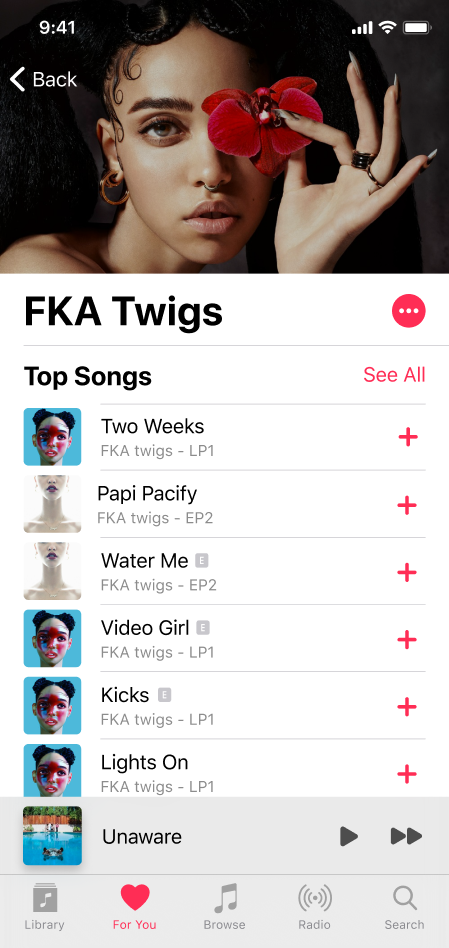 9:41
Back
FKA Twigs
Top Songs
See All
Two Weeks
FKA twigs - LP1
Papi Pacify
FKA twigs - EP2
Water Me E
FKA twigs - EP2
Video Girl E
FKA twigs - LP1
Kicks E
FKA twigs - LP1
Lights On
FKA twigs - LP1
Unaware
Library
For You
Browse
Radio
Search